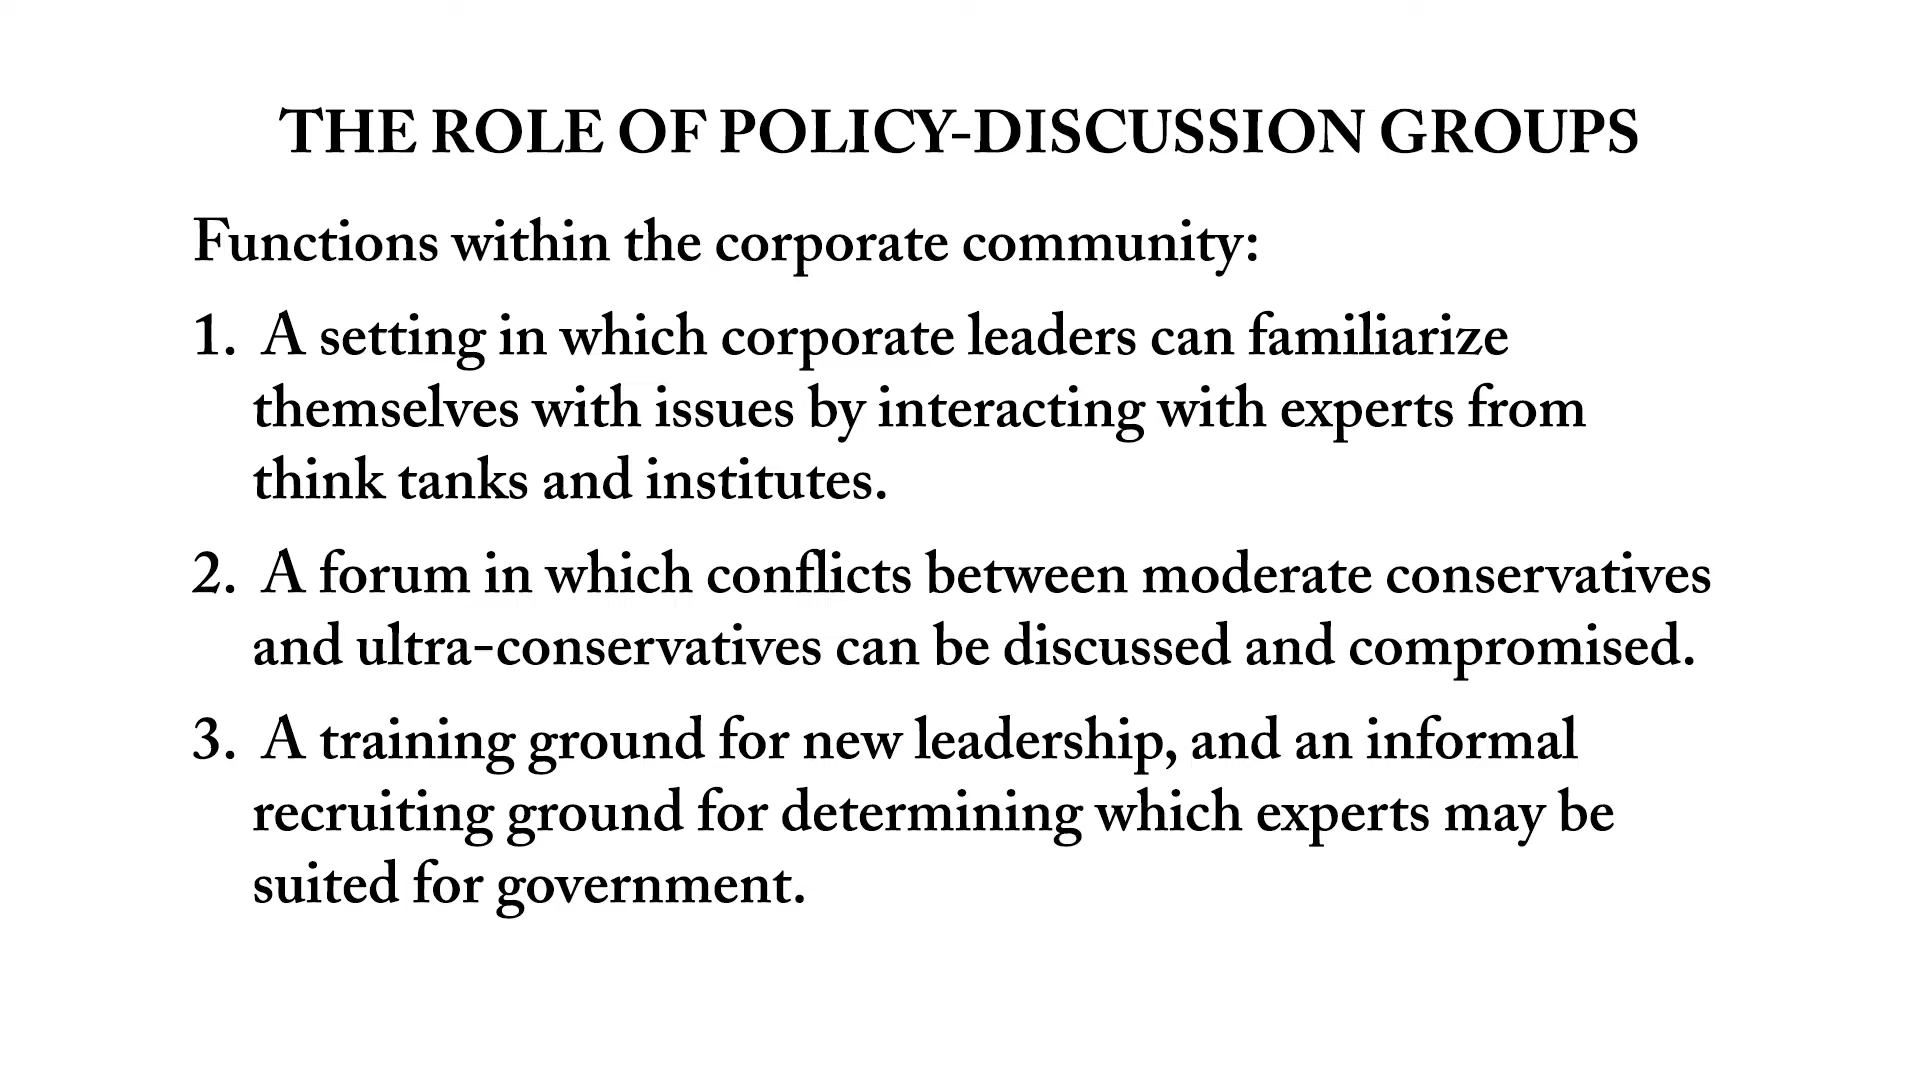 THE ROLE OF POLICY-DISCUSSION GROUPS
Functions within the corporate community:
1. A setting in which corporate leaders can familiarize
themselves with issues by interacting with experts from
think tanks and institutes.
2. A forum in which conflicts between moderate conservatives
and ultra-conservatives can be discussed and compromised.
3. A training ground for new leadership, and an informal
recruiting ground for determining which experts may be
suited for government.